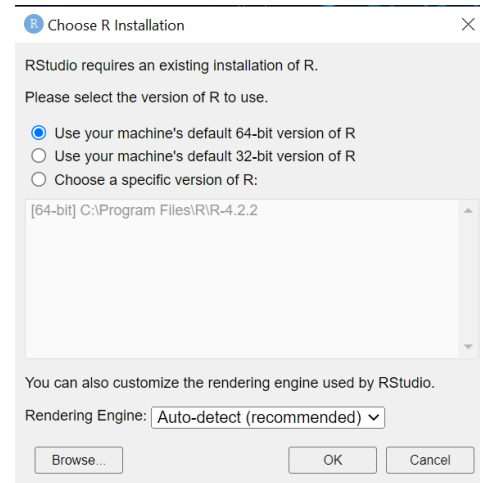 R Choose R Installation
RStudio requires an existing installation of R.
Please select the version of R to use.
Use your machine's default 64-bit version of R
Use your machine's default 32-bit version of R
Choose a specific version of R:
[64-bit] C:\Program Files\R\R-4.2.2
You can also customize the rendering engine used by RStudio.
Rendering Engine: Auto-detect (recommended)
Browse... OK Cancel